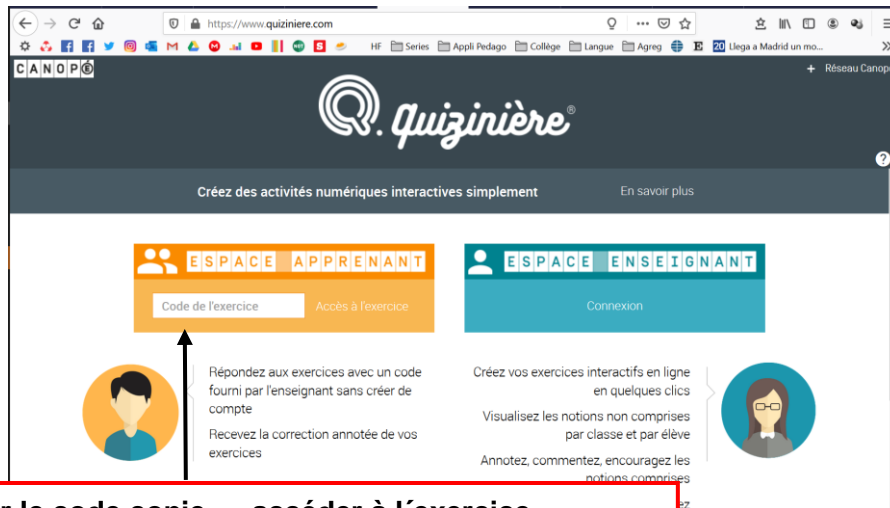 https://www.quiziniere.com
HF Series Appli Pedago Collège Langue Agreg 20 Llega a Madrid un mo...
CANOPÉ
+ Réseau Canop
Q. quizinière®
?
Créez des activités numériques interactives simplement En savoir plus
ESPACE APPRENANT
Code de l'exercice Accès à l'exercice
ESPACE ENSEIGNANT
Connexion
Répondez aux exercices avec un code
fourni par l'enseignant sans créer de
compte
Recevez la correction annotée de vos
exercices
Créez vos exercices interactifs en ligne
en quelques clics
Visualisez les notions non comprises
par classe et par élève
Annotez, commentez, encouragez les
notions comprises
ez